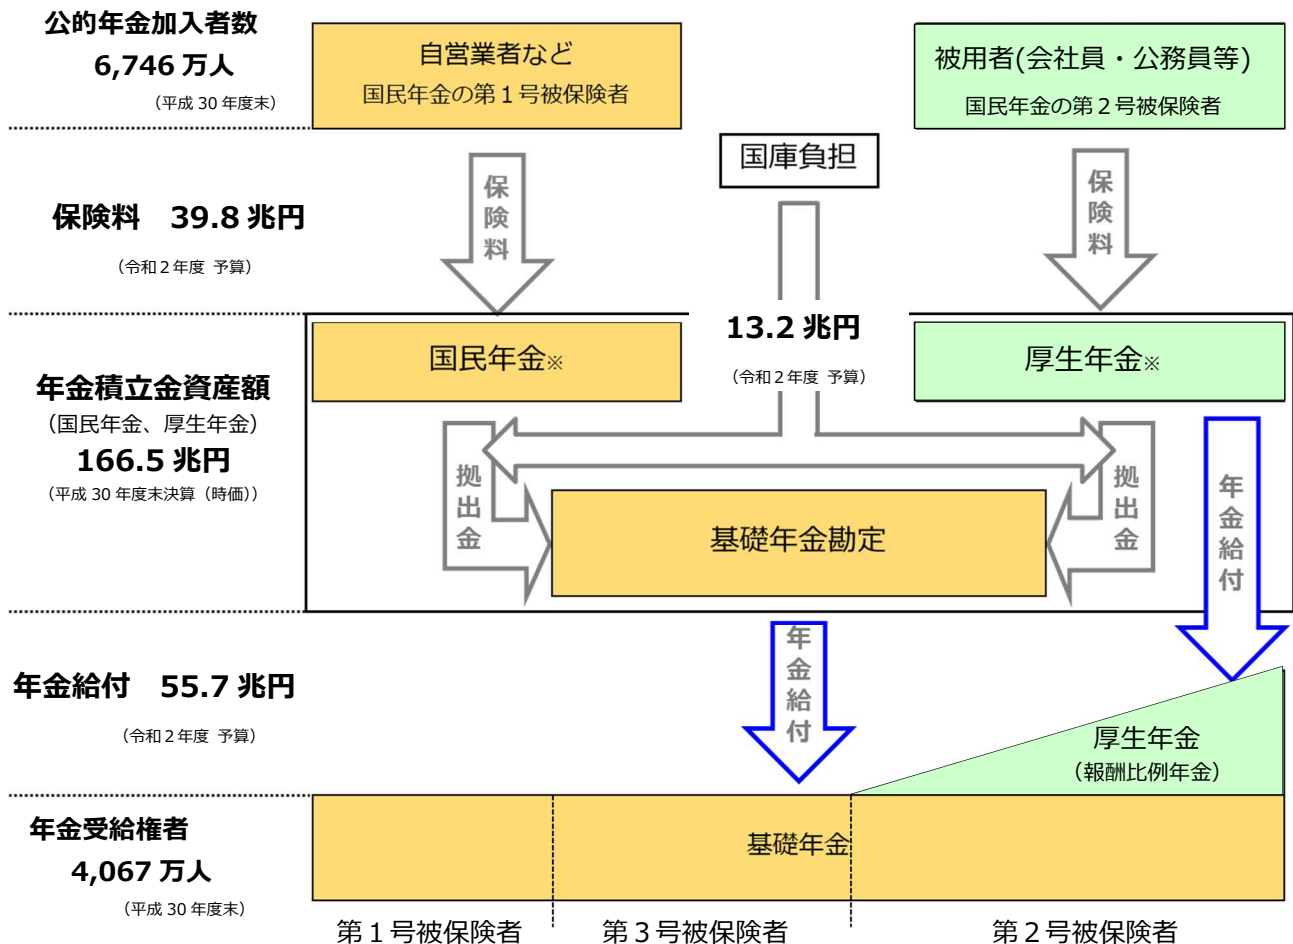 公的年金加入者数
6,746 万人
（平成 30 年度末）
自営業者など
国民年金の第１号被保険者
被用者(会社員・公務員等)
国民年金の第２号被保険者
国庫負担
保険料
保険料
保険料　39.8 兆円
（令和２年度 予算）
13.2 兆円
（令和２年度 予算）
国民年金※
厚生年金※
年金積立金資産額
（国民年金、厚生年金）
166.5 兆円
（平成 30 年度末決算（時価））
拠出金
拠出金
基礎年金勘定
年金給付
年金給付
年金給付　55.7 兆円
（令和２年度 予算）
厚生年金
（報酬比例年金）
年金受給権者
4,067 万人
（平成 30 年度末）
基礎年金
第１号被保険者
第３号被保険者
第２号被保険者